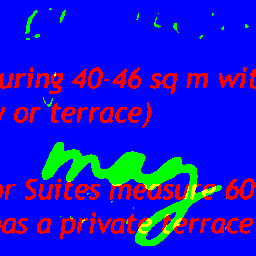 uring 40-46 sq m wit
or terrace)
may
or Suites measure 60
as a private terrace